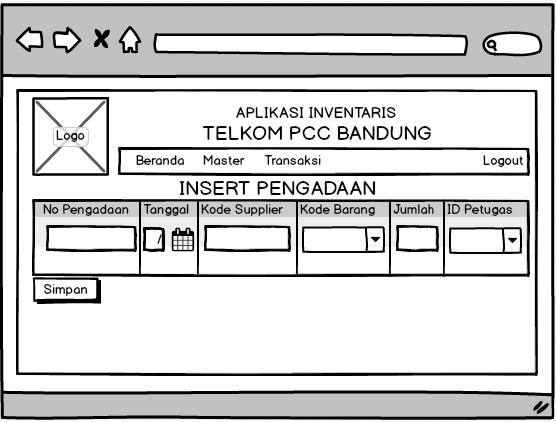 Logo
APLIKASI INVENTARIS
TELKOM PCC BANDUNG
Beranda Master Transaksi Logout
INSERT PENGADAAN
No Pengadaan Tanggal Kode Supplier Kode Barang Jumlah ID Petugas
/
Simpan